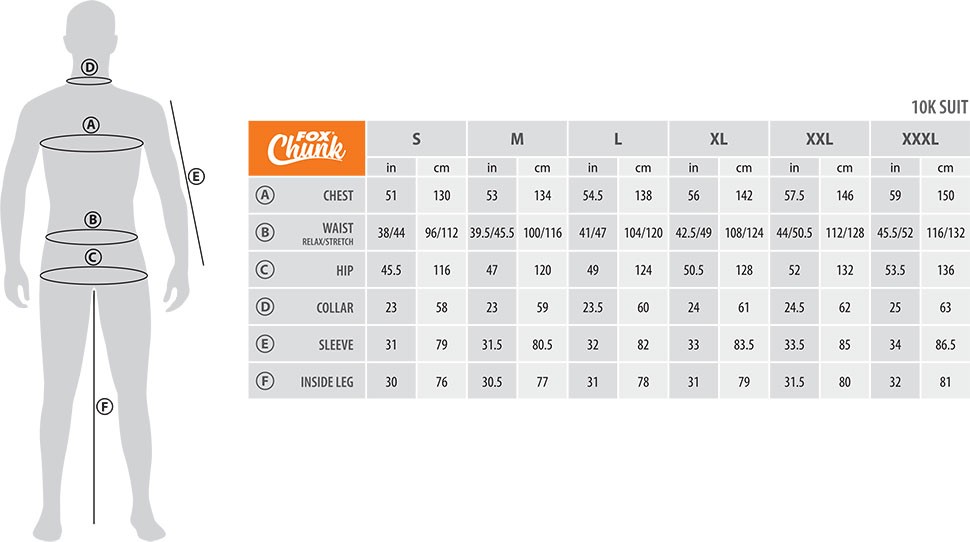 D
A
E
B
C
F
10K SUIT
FOX
Chunk
S M L XL XXL XXXL
in cm in cm in cm in cm in cm in cm
A CHEST 51 130 53 134 54.5 138 56 142 57.5 146 59 150
B WAIST 38/44 96/112 39.5/45.5 100/116 41/47 104/120 42.5/49 108/124 44/50.5 112/128 45.5/52 116/132
RELAX/STRETCH
C HIP 45.5 116 47 120 49 124 50.5 128 52 132 53.5 136
D COLLAR 23 58 23 59 23.5 60 24 61 24.5 62 25 63
E SLEEVE 31 79 31.5 80.5 32 82 33 83.5 33.5 85 34 86.5
F INSIDE LEG 30 76 30.5 77 31 78 31 79 31.5 80 32 81